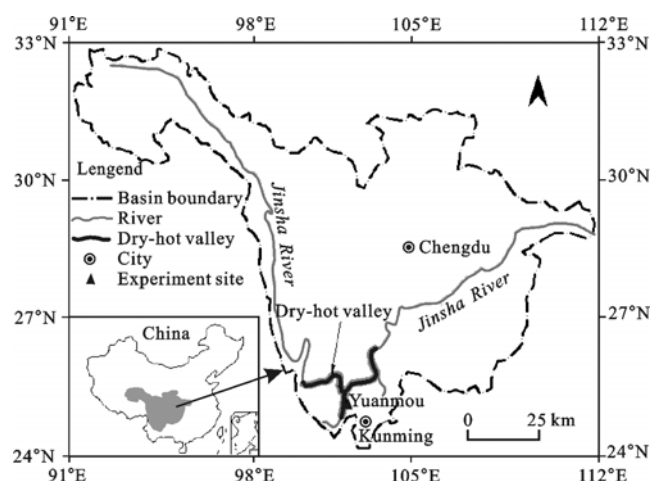 91°E 98°E 105°E 112°E
33°N 33°N
Lengend
30°N 30°N
Basin boundary
River
Dry-hot valley
City
Experiment site
Jinsha River
Chengdu
27°N 27°N
Jinsha River
Dry-hot valley
China
Yuanmou
Kunming
0 25 km
24°N 24°N
91°E 98°E 105°E 112°E